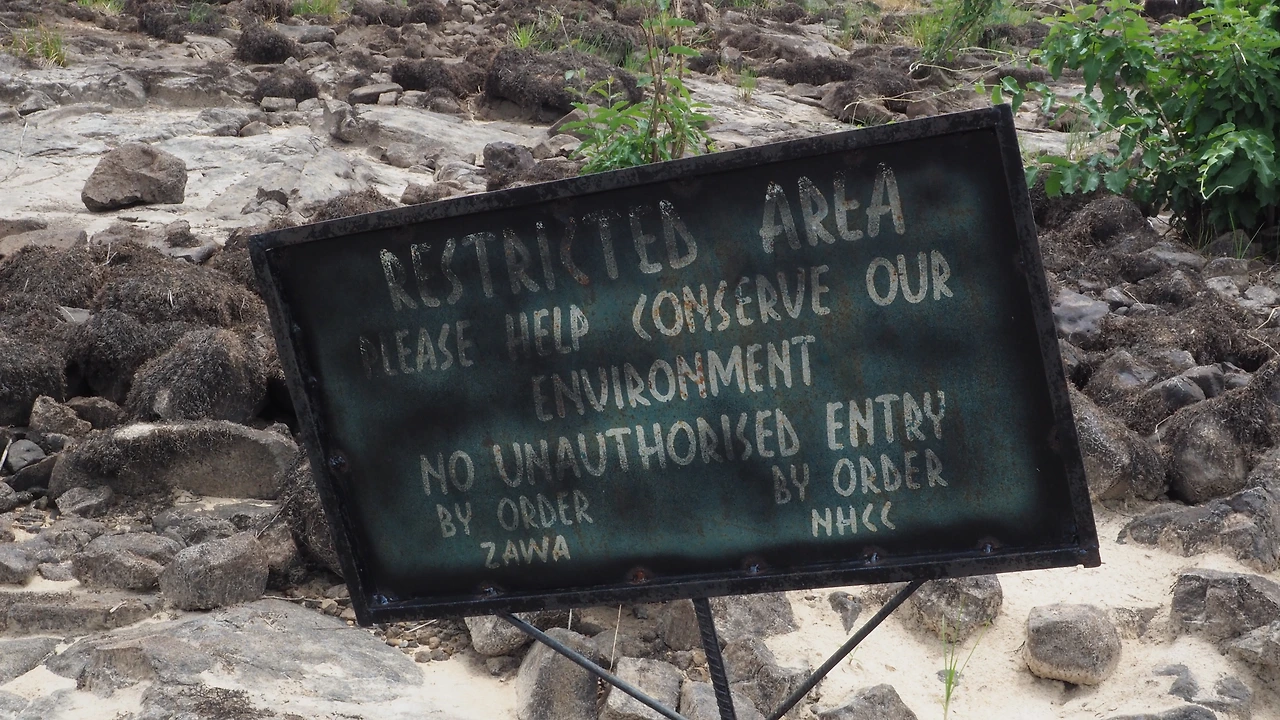 RESTRICTED AREA
PLEASE HELP CONSERVE OUR
ENVIRONMENT
NO UNAUTHORISED ENTRY
BY ORDER BY ORDER
ZAWA NHCC